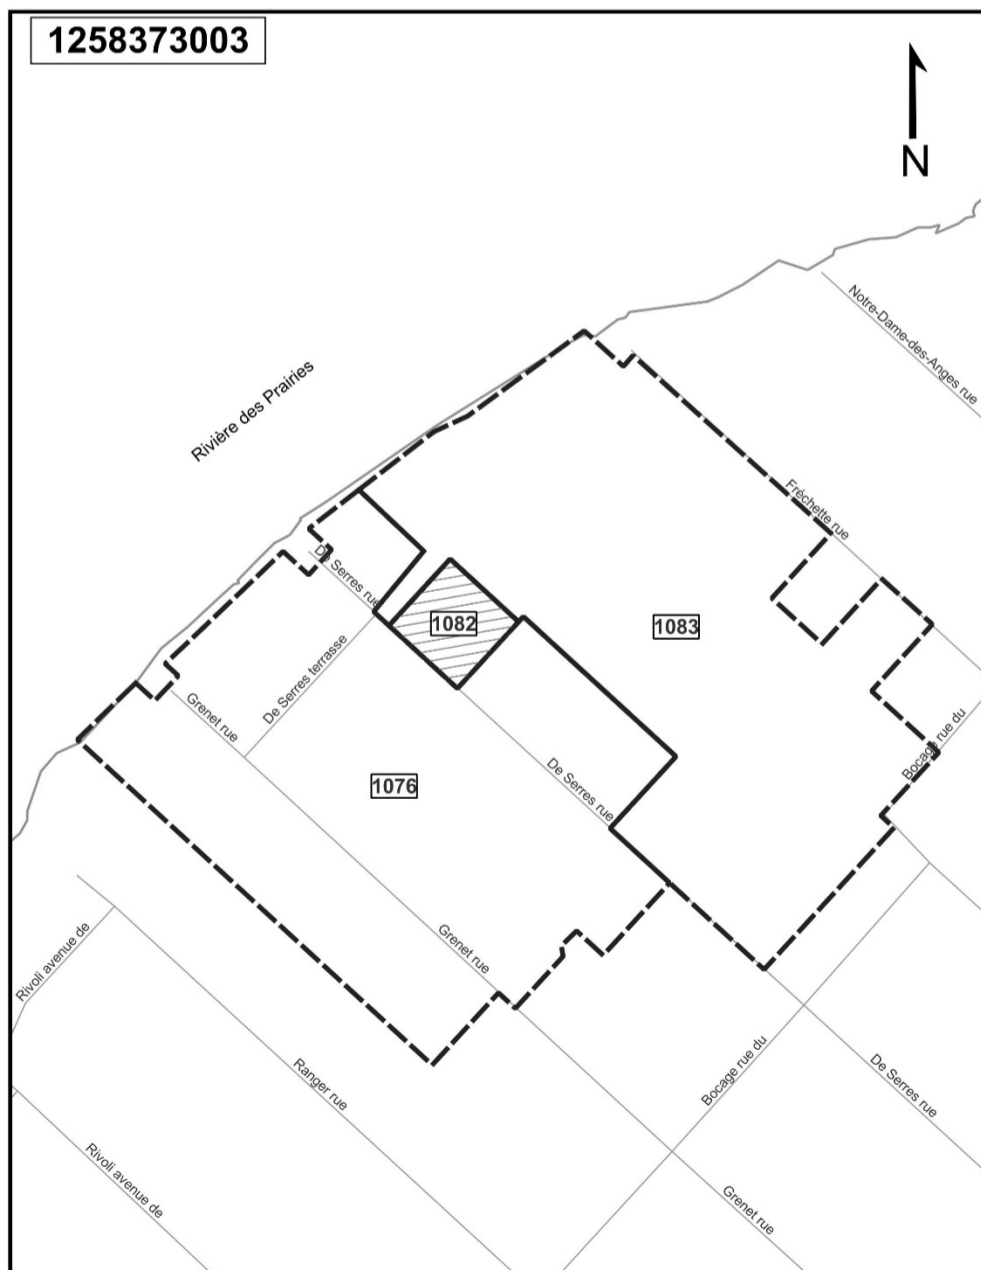 1258373003
N
Notre-Dame-des-Anges rue
Rivière des Prairies
Fréchette rue
De Serres rue
1082
1083
De Serres terrasse
Grenet rue
Bocage rue du
De Serres rue
1076
Rivoli avenue de
Grenet rue
Ranger rue
Bocage rue du
De Serres rue
Rivoli avenue de
Grenet rue